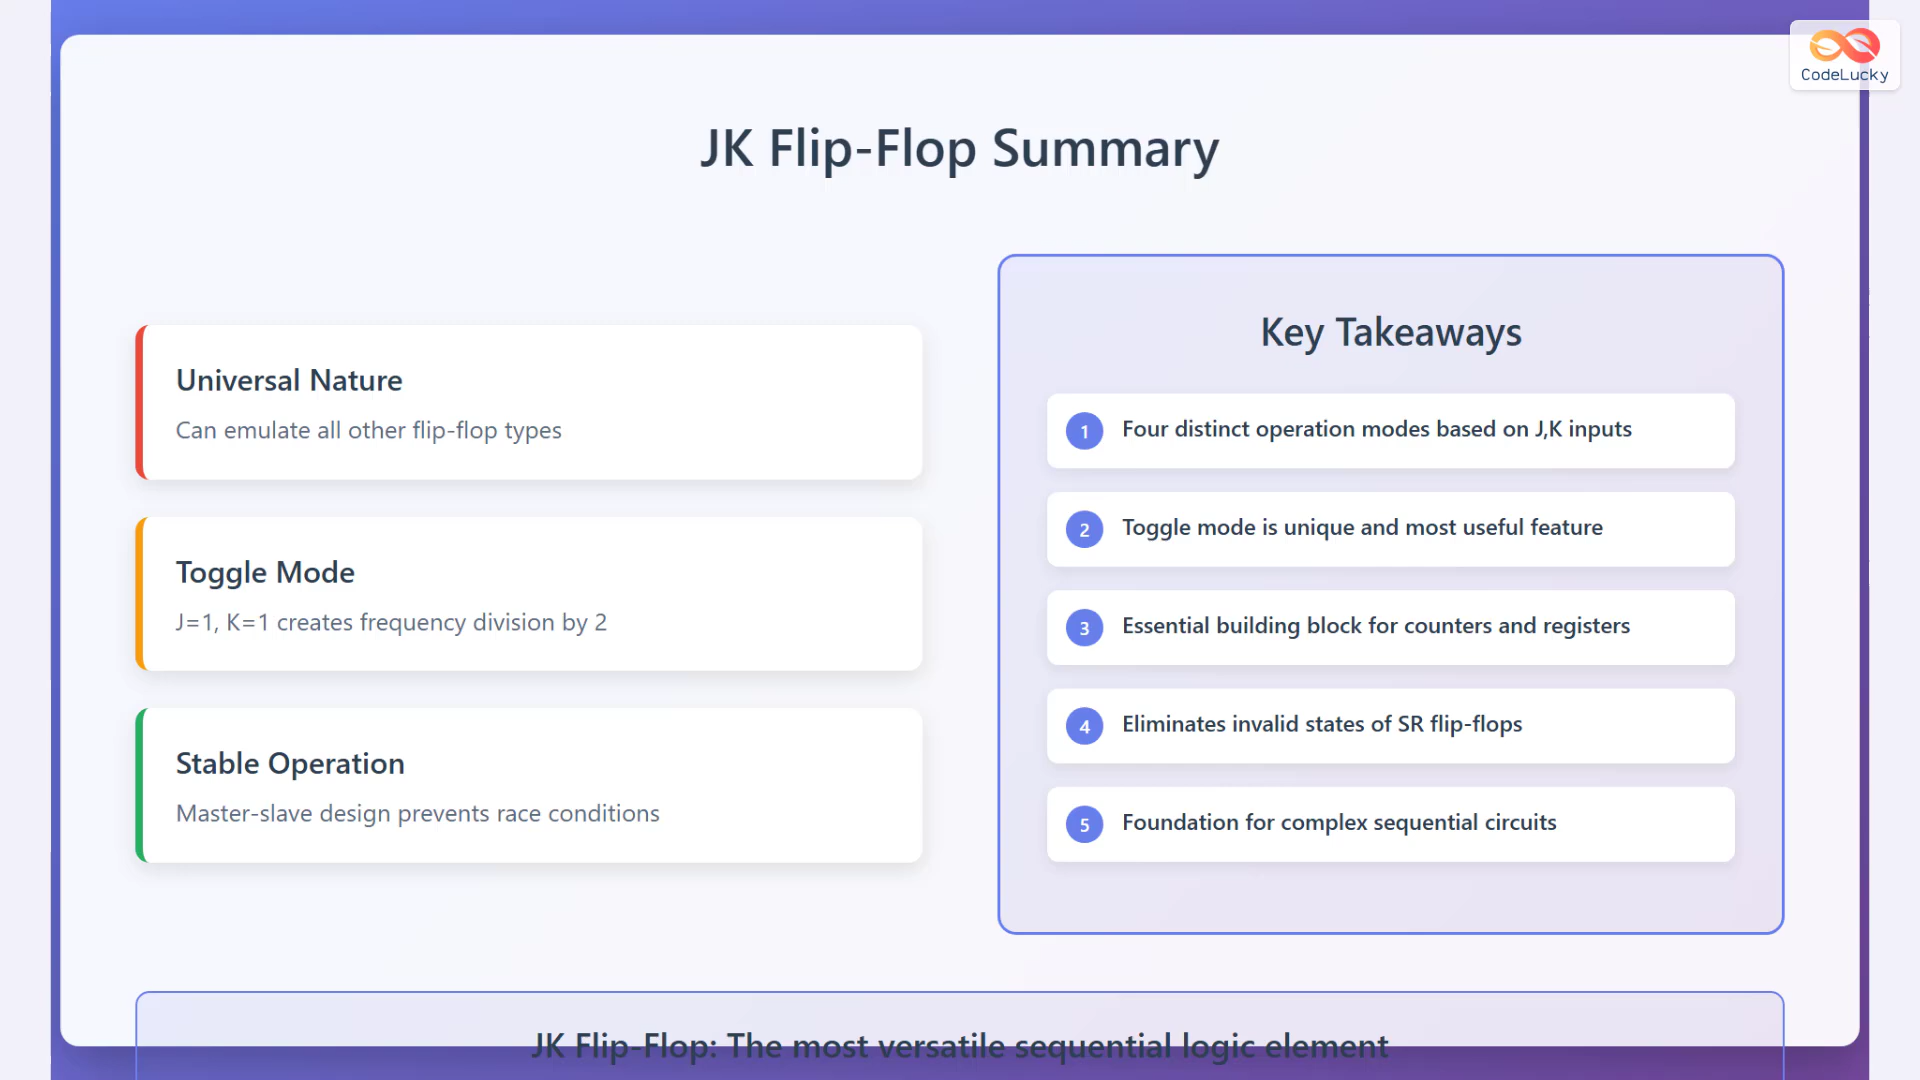 CodeLucky
JK Flip-Flop Summary
Universal Nature
Can emulate all other flip-flop types
Toggle Mode
J=1, K=1 creates frequency division by 2
Stable Operation
Master-slave design prevents race conditions
Key Takeaways
1 Four distinct operation modes based on J,K inputs
2 Toggle mode is unique and most useful feature
3 Essential building block for counters and registers
4 Eliminates invalid states of SR flip-flops
5 Foundation for complex sequential circuits
JK Flip-Flop: The most versatile sequential logic element